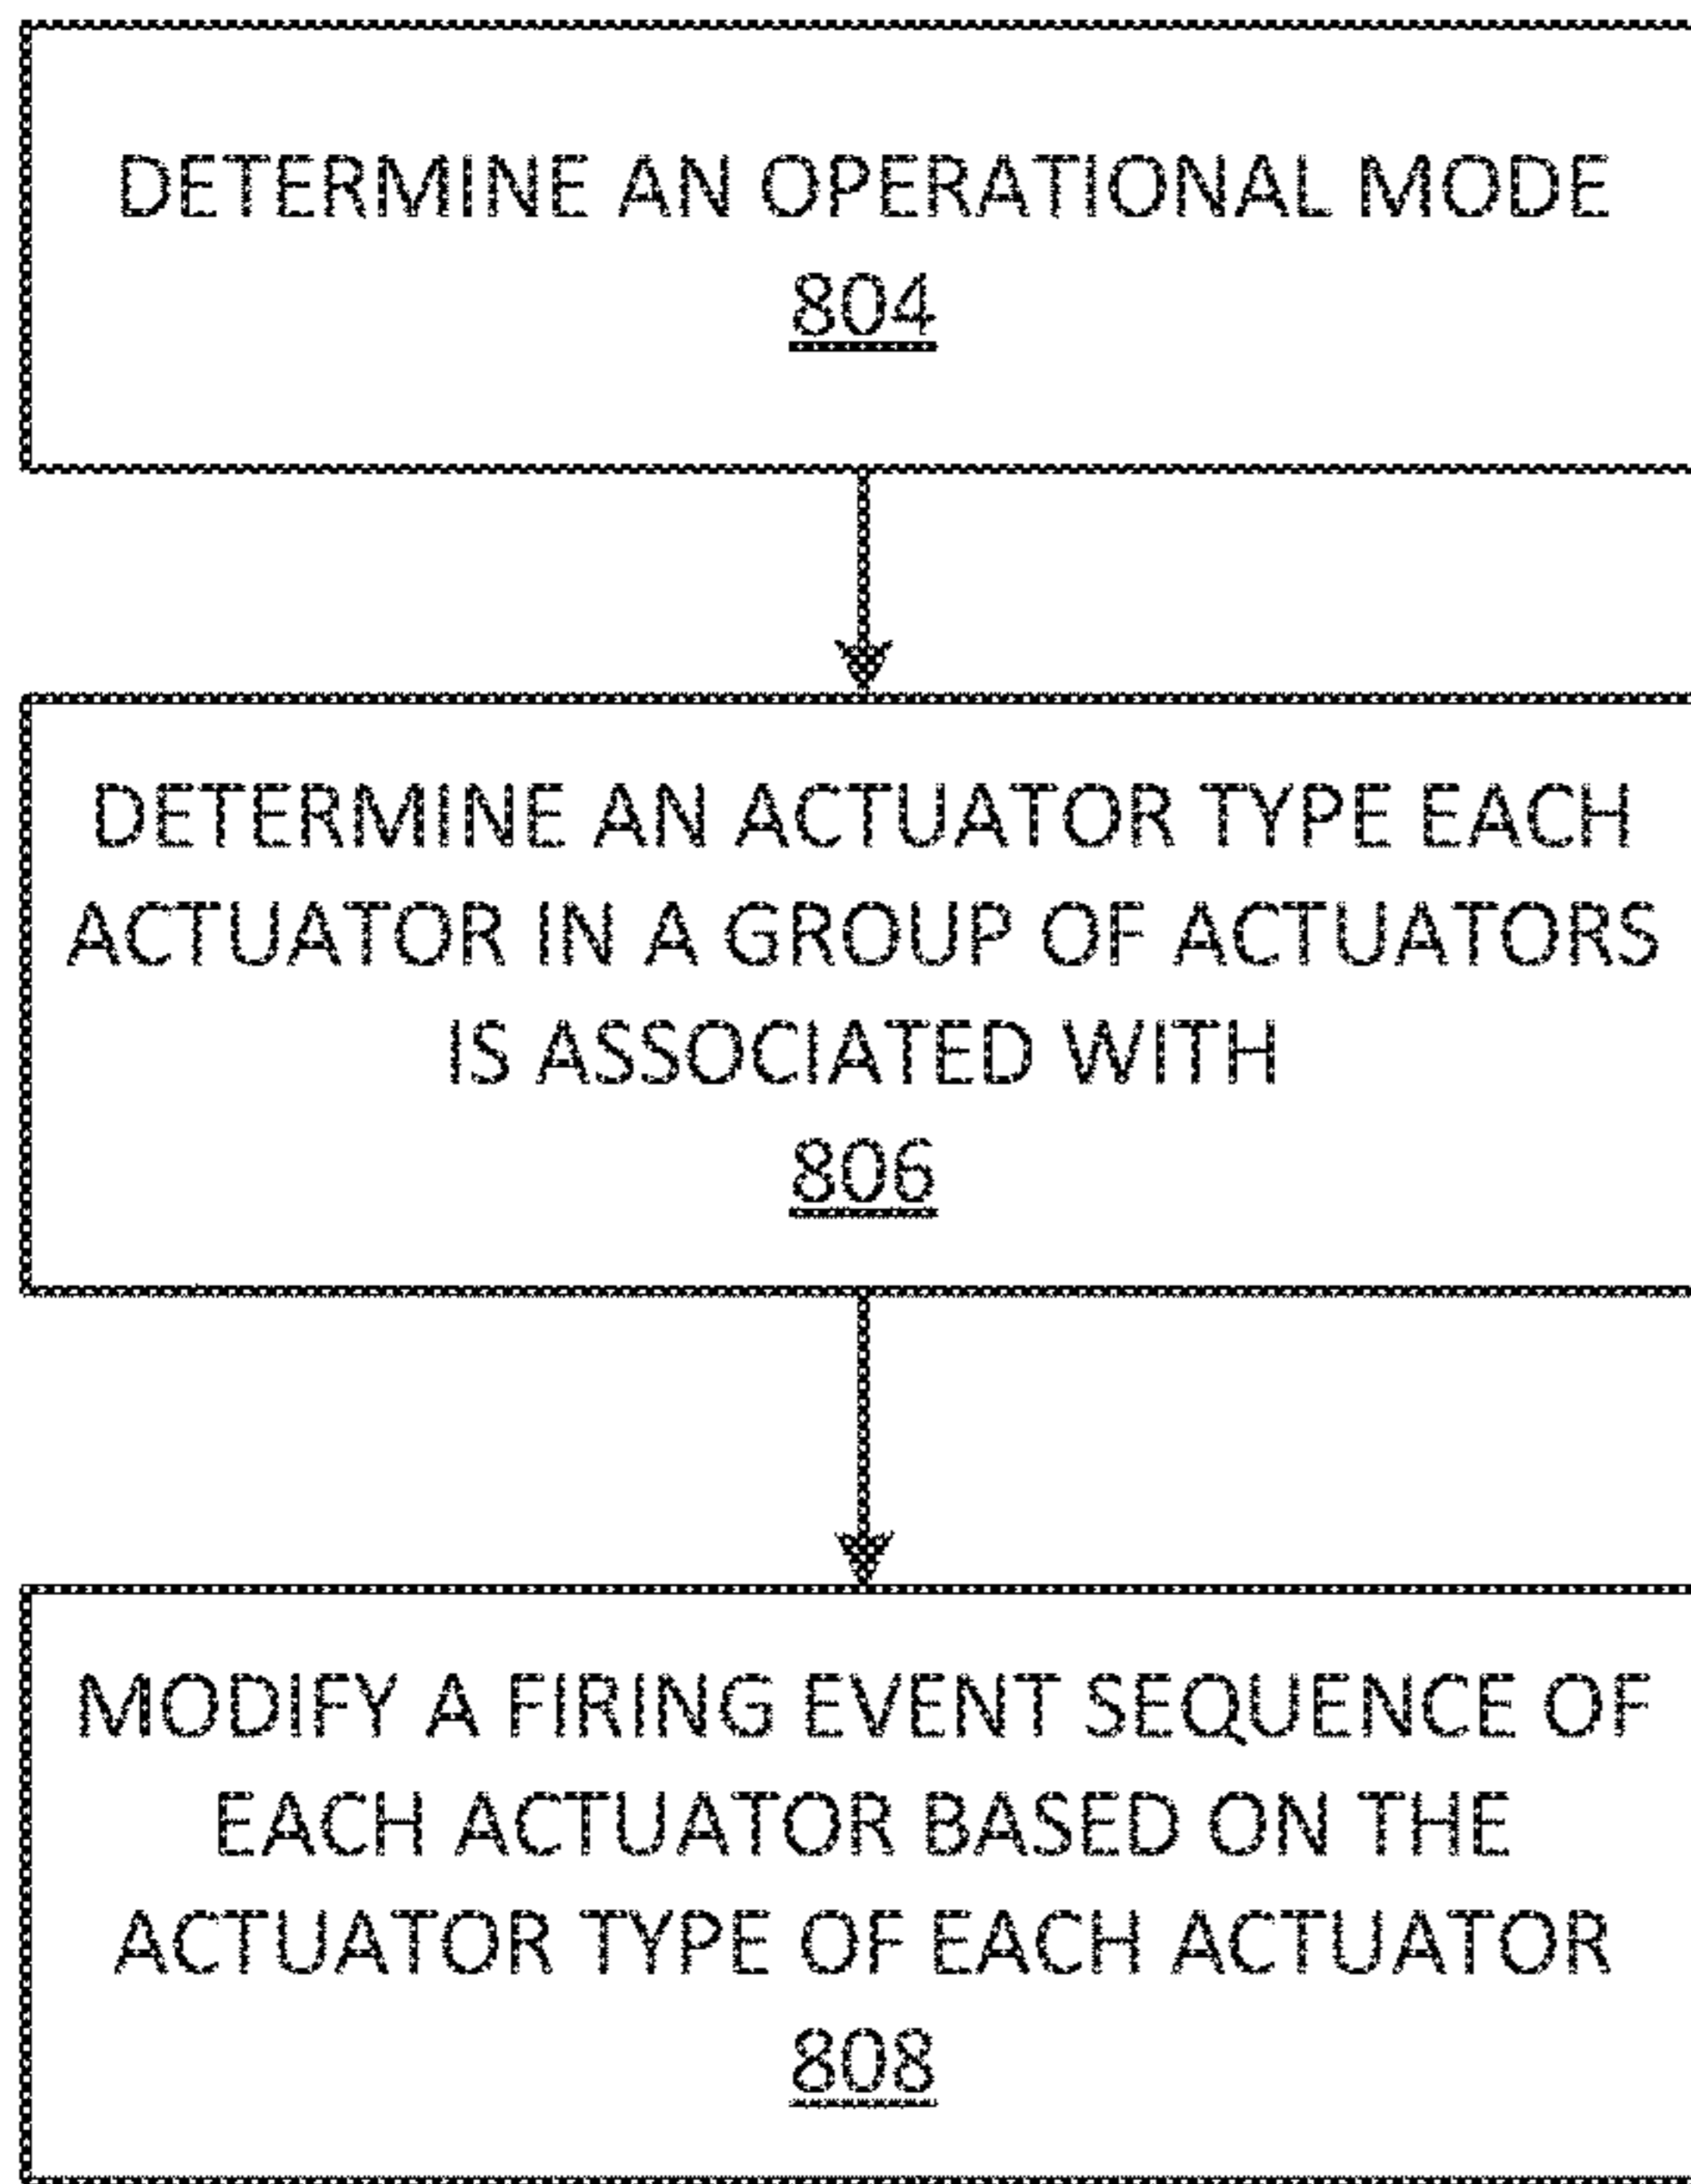 DETERMINE AN OPERATIONAL MODE
804
DETERMINE AN ACTUATOR TYPE EACH
ACTUATOR IN A GROUP OF ACTUATORS
IS ASSOCIATED WITH
806
MODIFY A FIRING EVENT SEQUENCE OF
EACH ACTUATOR BASED ON THE
ACTUATOR TYPE OF EACH ACTUATOR
808